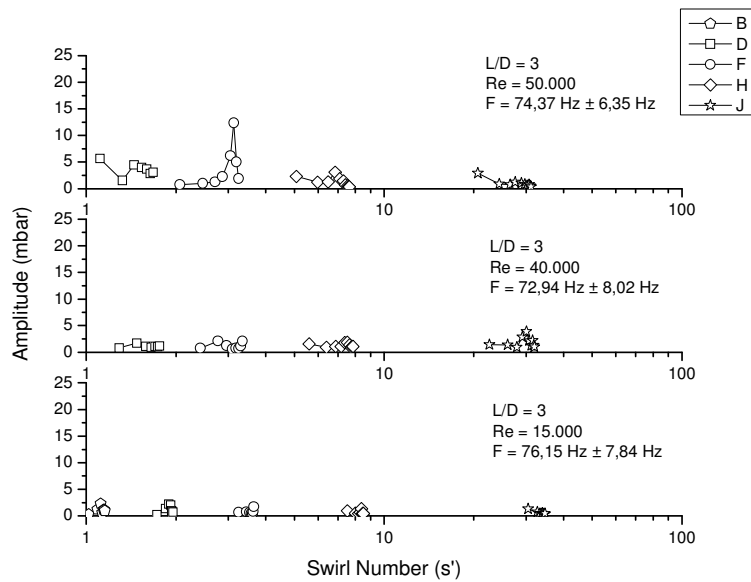 B
D
F
H
J
25
20
15
10
5
0
L/D = 3
Re = 50.000
F = 74,37 Hz ± 6,35 Hz
1
10
100
25
20
15
10
5
0
L/D = 3
Re = 40.000
F = 72,94 Hz ± 8,02 Hz
1
10
100
Amplitude (mbar)
25
20
15
10
5
0
L/D = 3
Re = 15.000
F = 76,15 Hz ± 7,84 Hz
1
10
100
Swirl Number (s')